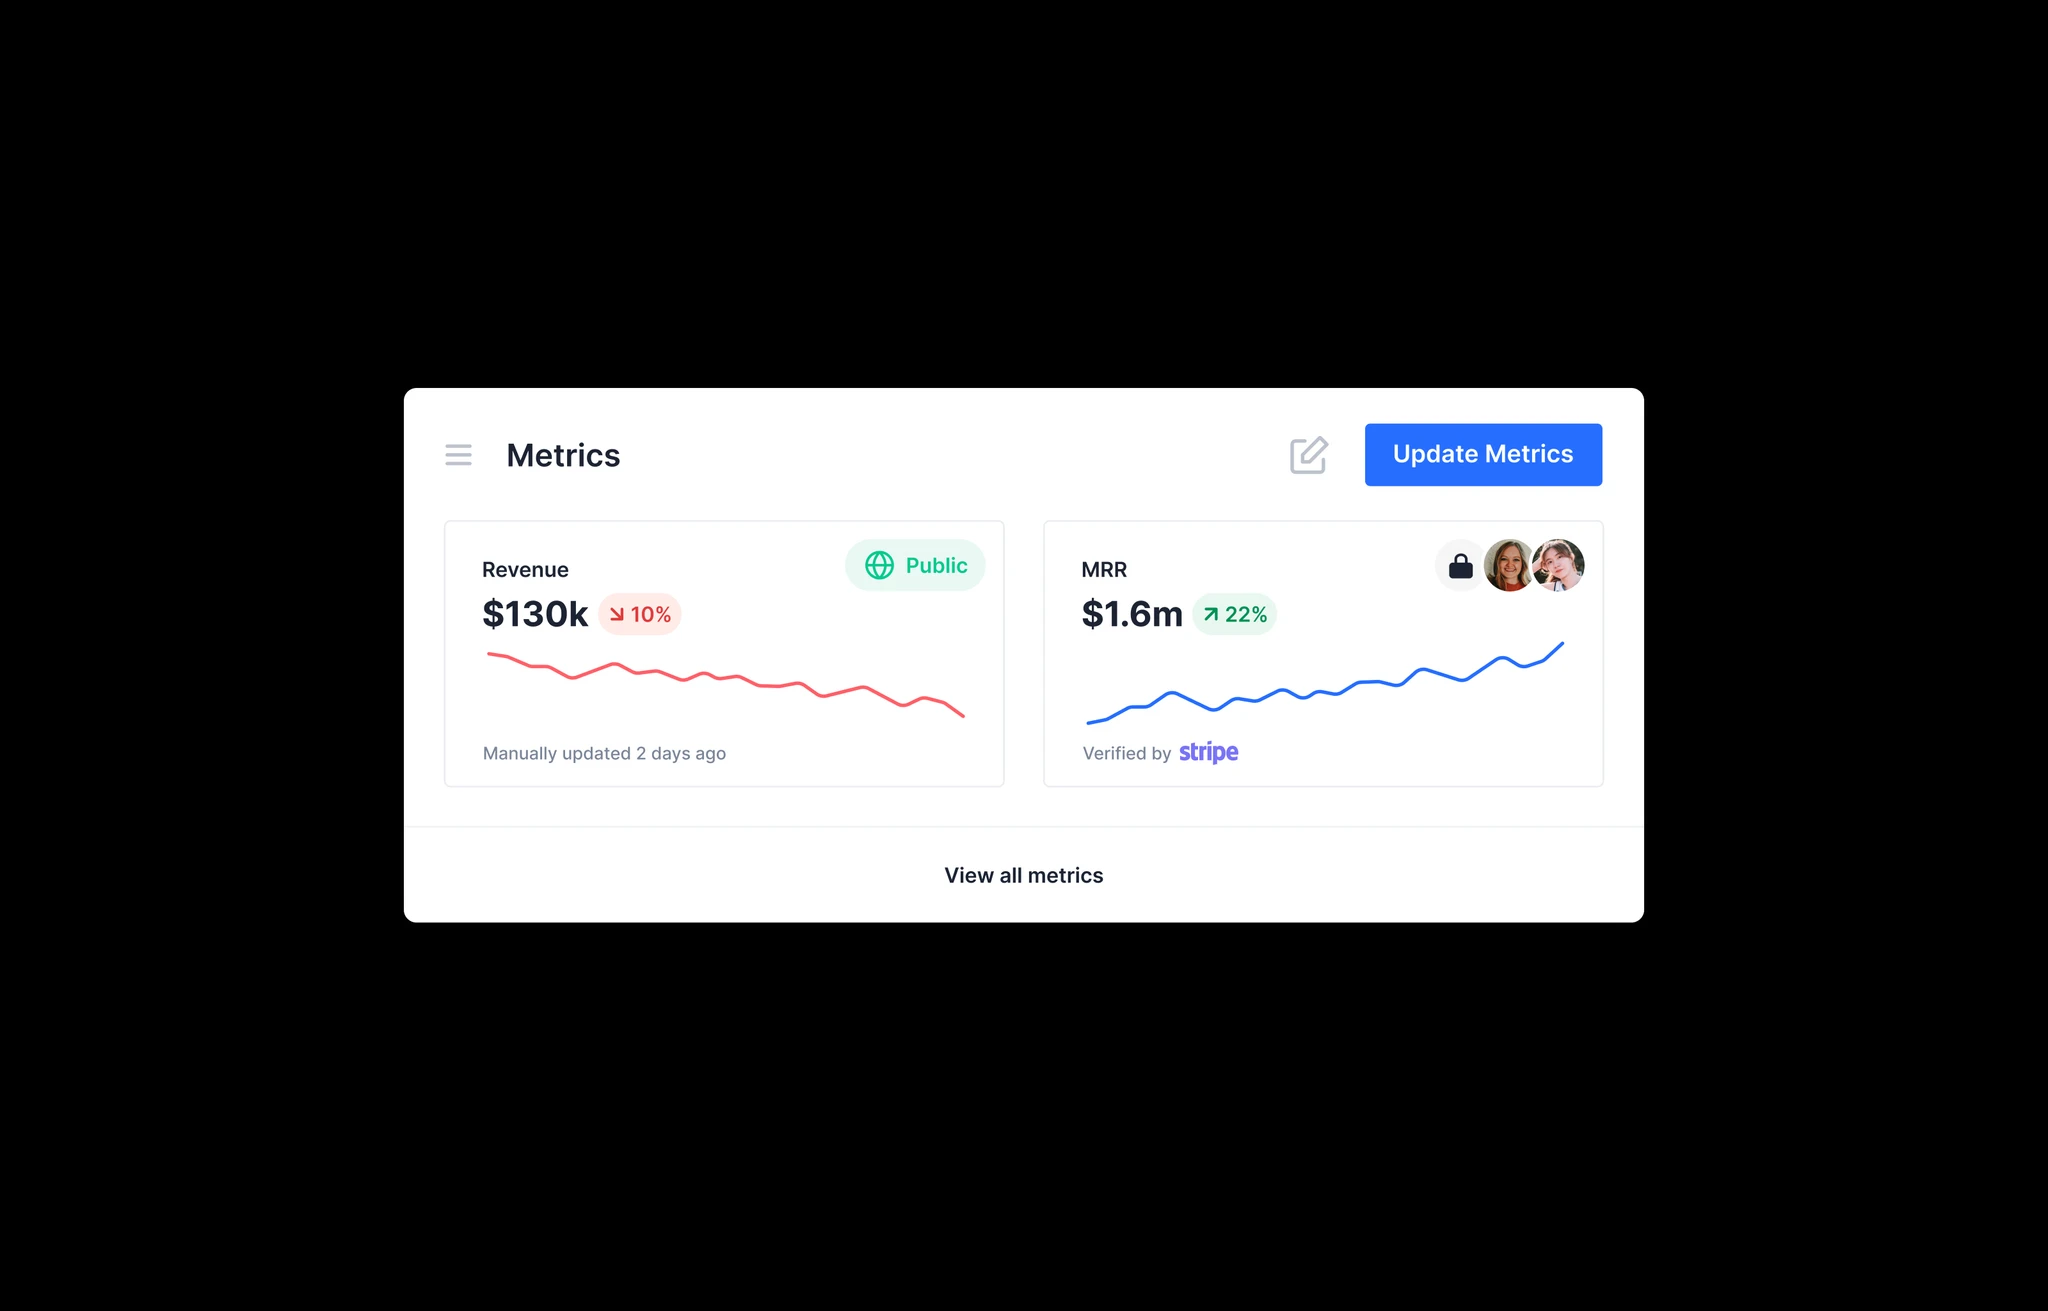 Metrics
Update Metrics
Revenue
Public
$130k
10%
Manually updated 2 days ago
MRR
$1.6m
22%
Verified by stripe
View all metrics